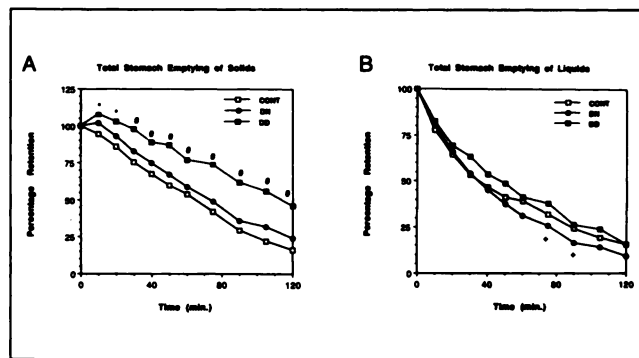 A
Total Stomach Emptying of Solids
125
100
75
50
25
0
0 40 80 120
Percentage Retention
Time (min.)
CONT
DN
DD
* * # # # # # # # #
B
Total Stomach Emptying of Liquids
100
75
50
25
0
0 40 80 120
Percentage Retention
Time (min.)
CONT
DN
DD